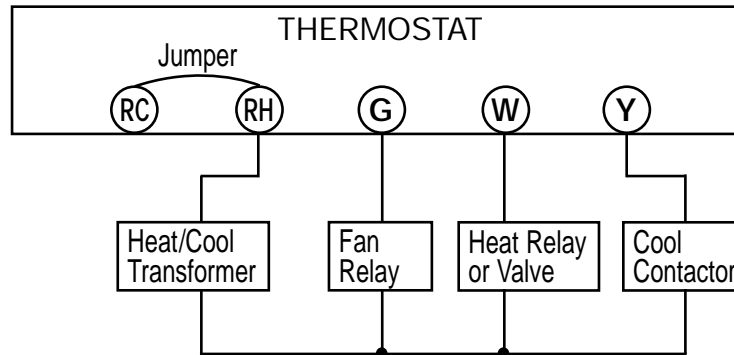 THERMOSTAT
Jumper
RC RH G W Y
Heat/Cool
Transformer
Fan
Relay
Heat Relay
or Valve
Cool
Contactor